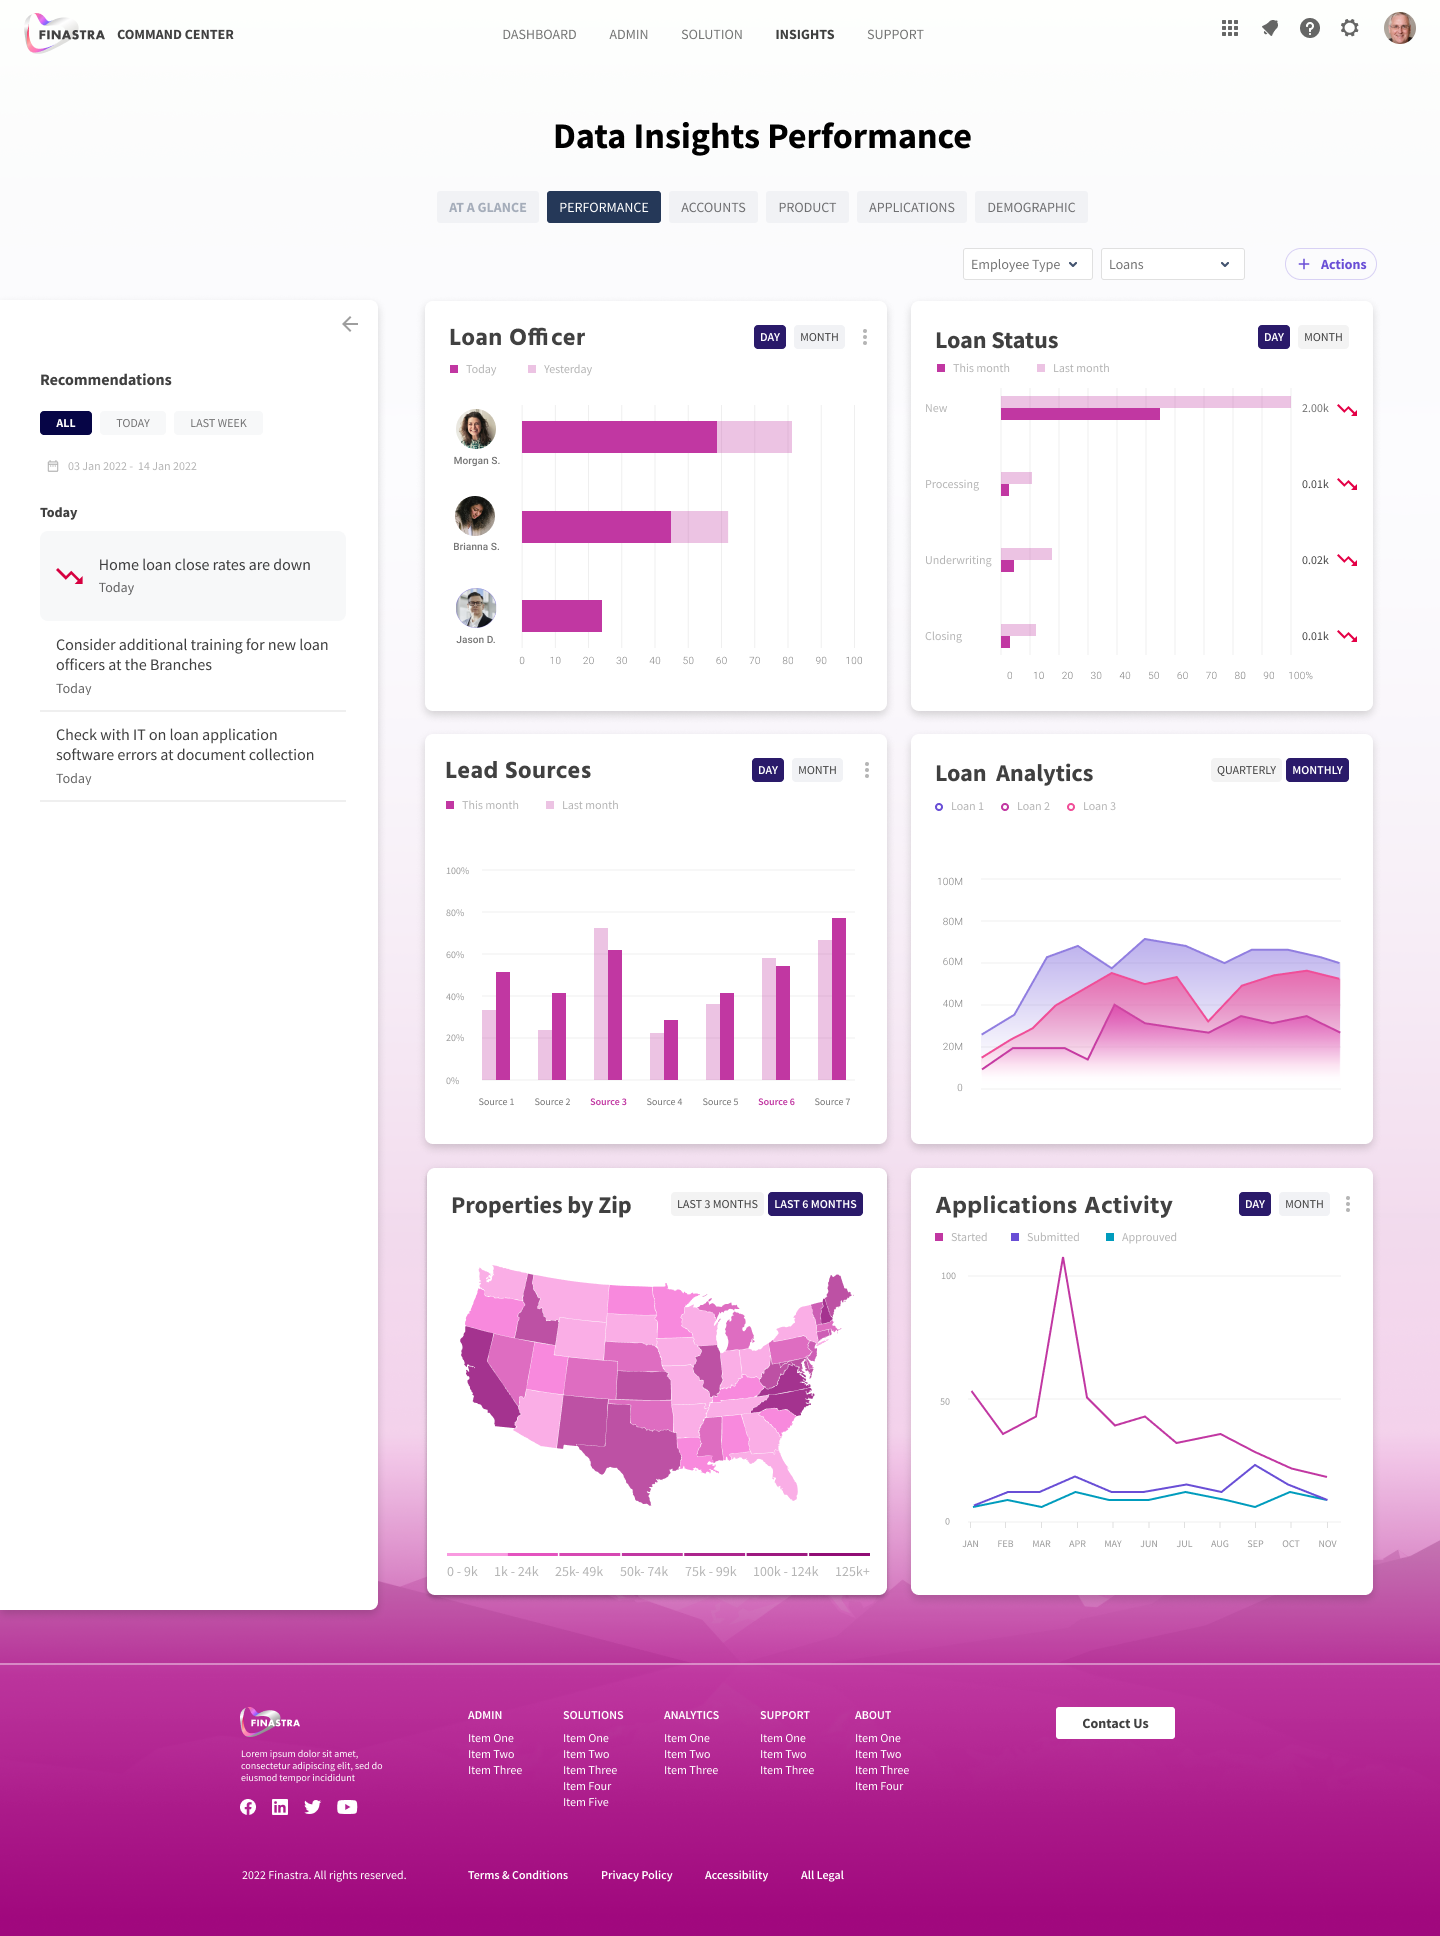 FINASTRA COMMAND CENTER
DASHBOARD ADMIN SOLUTION INSIGHTS SUPPORT
Data Insights Performance
AT A GLANCE PERFORMANCE ACCOUNTS PRODUCT APPLICATIONS DEMOGRAPHIC
Employee Type Loans + Actions
Recommendations
ALL TODAY LAST WEEK
03 Jan 2022 - 14 Jan 2022
Today
Home loan close rates are down
Today
Consider additional training for new loan
officers at the Branches
Today
Check with IT on loan application
software errors at document collection
Today
Loan Officer DAY MONTH
Today Yesterday
Morgan S.
Brianna S.
Jason D.
0 10 20 30 40 50 60 70 80 90 100
Loan Status DAY MONTH
This month Last month
New 2.00k
Processing 0.01k
Underwriting 0.02k
Closing 0.01k
0 10 20 30 40 50 60 70 80 90 100%
Lead Sources DAY MONTH
This month Last month
100%
80%
60%
40%
20%
0%
Source 1 Source 2 Source 3 Source 4 Source 5 Source 6 Source 7
Loan Analytics QUARTERLY MONTHLY
Loan 1 Loan 2 Loan 3
100M
80M
60M
40M
20M
0
Properties by Zip LAST 3 MONTHS LAST 6 MONTHS
0 - 9k 1k - 24k 25k- 49k 50k- 74k 75k - 99k 100k - 124k 125k+
Applications Activity DAY MONTH
Started Submitted Approuved
100
50
0
JAN FEB MAR APR MAY JUN JUL AUG SEP OCT NOV
FINASTRA
Lorem ipsum dolor sit amet,
consectetur adipiscing elit, sed do
eiusmod tempor incididunt
ADMIN
Item One
Item Two
Item Three
SOLUTIONS
Item One
Item Two
Item Three
Item Four
Item Five
ANALYTICS
Item One
Item Two
Item Three
SUPPORT
Item One
Item Two
Item Three
ABOUT
Item One
Item Two
Item Three
Item Four
Contact Us
2022 Finastra. All rights reserved. Terms & Conditions Privacy Policy Accessibility All Legal